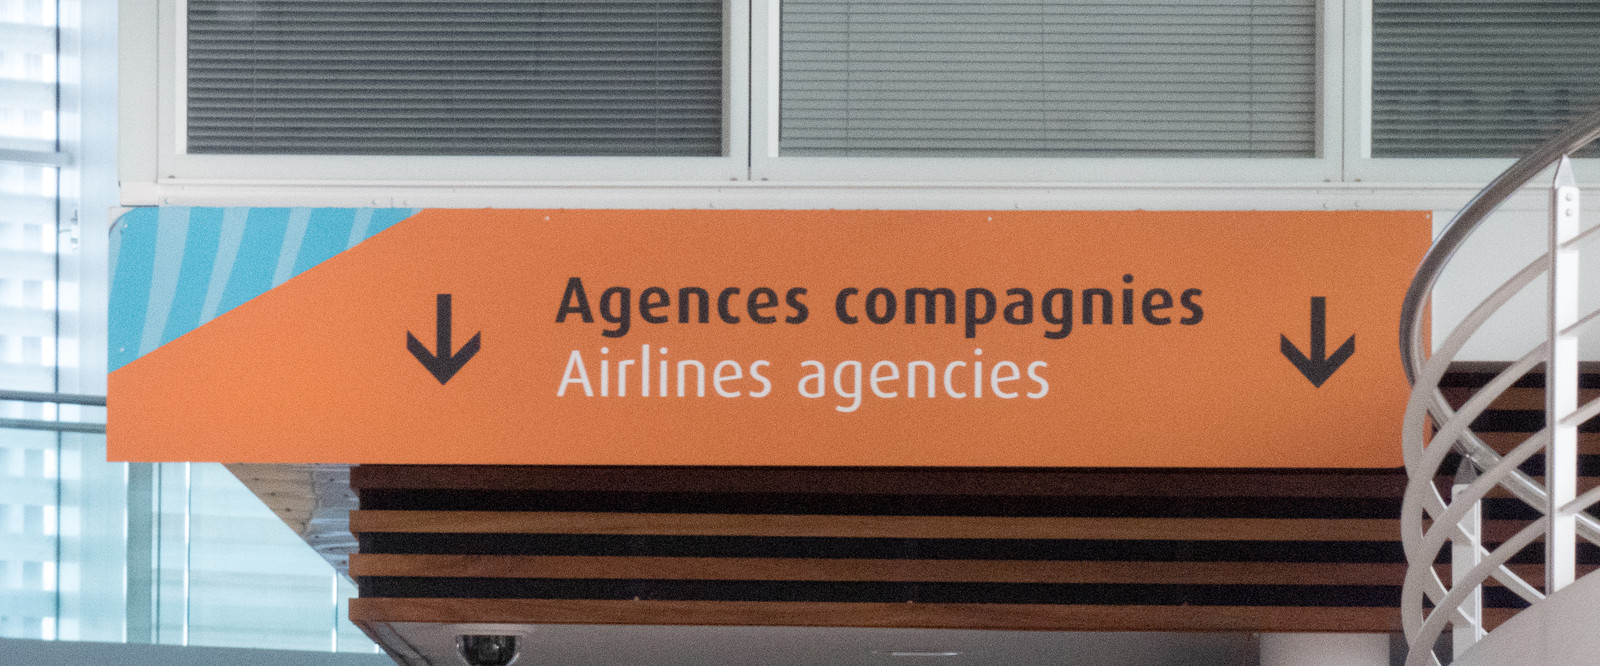 Agences compagnies
Airlines agencies